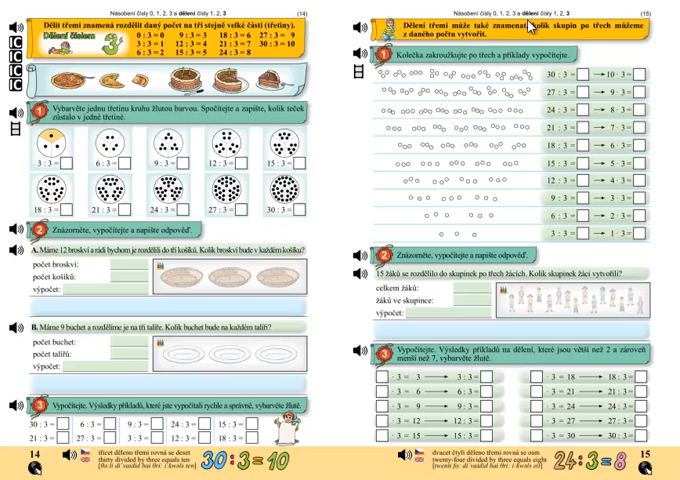 Násobení čísly 0, 1, 2, 3 a dělení čísly 1, 2, 3 (14)
Dělit třemi znamená rozdělit daný počet na tři stejně velké části (třetiny).
Dělení číslem 3
0 : 3 = 0 9 : 3 = 3 18 : 3 = 6 27 : 3 = 9
3 : 3 = 1 12 : 3 = 4 21 : 3 = 7 30 : 3 = 10
6 : 3 = 2 15 : 3 = 5 24 : 3 = 8
1 Vybarvěte jednu třetinu kruhu žlutou barvou. Spočítejte a zapište, kolik teček
zůstalo v jedné třetině.
3 : 3 = 6 : 3 = 9 : 3 = 12 : 3 = 15 : 3 =
18 : 3 = 21 : 3 = 24 : 3 = 27 : 3 = 30 : 3 =
2 Znázorněte, vypočítejte a napište odpověď.
A. Máme 12 broskví a rádi bychom je rozdělili do tří košíků. Kolik broskví bude v každém košíku?
počet broskví:
počet košíků:
výpočet:
B. Máme 9 buchet a rozdělíme je na tři talíře. Kolik buchet bude na každém talíři?
počet buchet:
počet talířů:
výpočet:
3 Vypočítejte. Výsledky příkladů, které jste vypočítali rychle a správně, vybarvěte žlutě.
30 : 3 = 6 : 3 = 9 : 3 = 24 : 3 = 15 : 3 =
21 : 3 = 27 : 3 = 3 : 3 = 12 : 3 = 18 : 3 =
14
třicet děleno třemi rovná se deset
thirty divided by three equals ten
30 : 3 = 10
Násobení čísly 0, 1, 2, 3 a dělení čísly 1, 2, 3 (15)
Dělení třemi může také znamenat, kolik skupin po třech můžeme
z daného počtu vytvořit.
1 Kolečka zakroužkujte po třech a příklady vypočítejte.
30 : 3 = 10 · 3 =
27 : 3 = 9 · 3 =
24 : 3 = 8 · 3 =
21 : 3 = 7 · 3 =
18 : 3 = 6 · 3 =
15 : 3 = 5 · 3 =
12 : 3 = 4 · 3 =
9 : 3 = 3 · 3 =
6 : 3 = 2 · 3 =
3 : 3 = 1 · 3 =
2 Znázorněte, vypočítejte a napište odpověď.
15 žáků se rozdělilo do skupinek po třech žácích. Kolik skupinek žáci vytvořili?
celkem žáků:
žáků ve skupince:
výpočet:
3 Vypočítejte. Výsledky příkladů na dělení, které jsou větší než 2 a zároveň
menší než 7, vybarvěte žlutě.
· 3 = 3 3 : 3 = · 3 = 18 18 : 3 =
· 3 = 6 6 : 3 = · 3 = 21 21 : 3 =
· 3 = 9 9 : 3 = · 3 = 24 24 : 3 =
· 3 = 12 12 : 3 = · 3 = 27 27 : 3 =
· 3 = 15 15 : 3 = · 3 = 30 30 : 3 =
dvacet čtyři děleno třemi rovná se osm
twenty-four divided by three equals eight
24 : 3 = 8
15